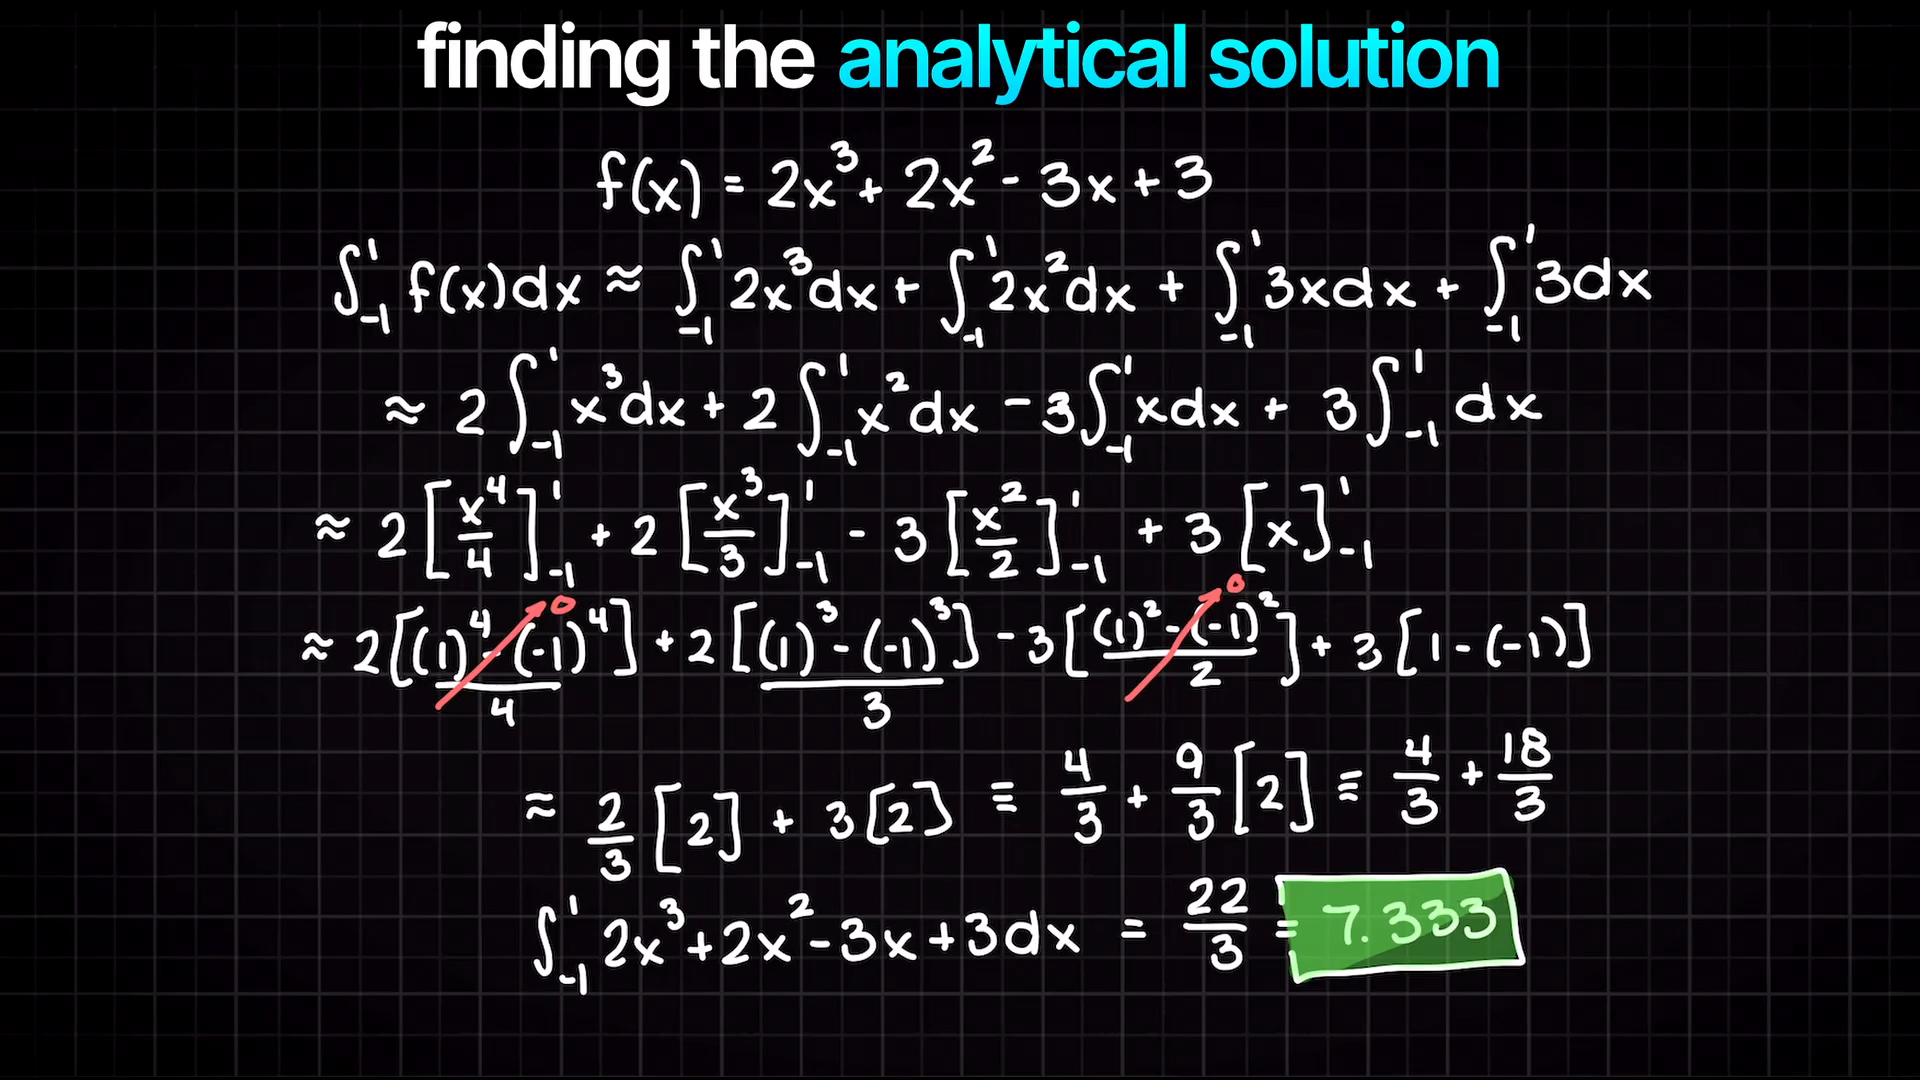 finding the analytical solution
f(x) = 2x³ + 2x² - 3x + 3
∫₋₁¹ f(x)dx ≈ ∫₋₁¹ 2x³dx + ∫₋₁¹ 2x²dx + ∫₋₁¹ 3xdx + ∫₋₁¹ 3dx
≈ 2∫₋₁¹ x³dx + 2∫₋₁¹ x²dx - 3∫₋₁¹ xdx + 3∫₋₁¹ dx
≈ 2[x⁴/4]₋₁¹ + 2[x³/3]₋₁¹ - 3[x²/2]₋₁¹ + 3[x]₋₁¹
≈ 2[((1)⁴ - (-1)⁴)/4]→0 + 2[((1)³ - (-1)³)/3] - 3[((1)² - (-1)²)/2]→0 + 3[1 - (-1)]
≈ 2/3[2] + 3[2] ≡ 4/3 + 9/3[2] ≡ 4/3 + 18/3
∫₋₁¹ 2x³ + 2x² - 3x + 3dx = 22/3 = 7.333